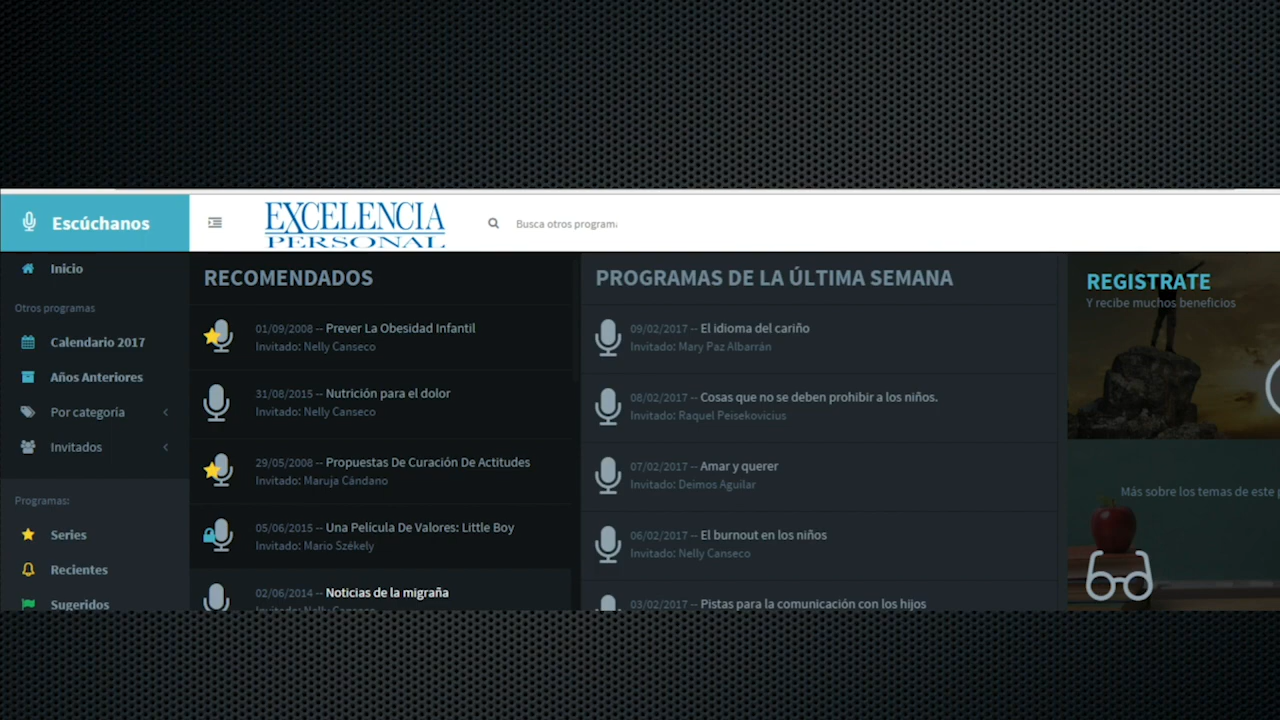 Escúchanos
EXCELENCIA
PERSONAL
Busca otros programa
Inicio
Otros programas
Calendario 2017
Años Anteriores
Por categoría
Invitados
Programas:
Series
Recientes
Sugeridos
RECOMENDADOS
01/09/2008 -- Prever La Obesidad Infantil
Invitado: Nelly Canseco
31/08/2015 -- Nutrición para el dolor
Invitado: Nelly Canseco
29/05/2008 -- Propuestas De Curación De Actitudes
Invitado: Maruja Cándano
05/06/2015 -- Una Película De Valores: Little Boy
Invitado: Mario Székely
02/06/2014 -- Noticias de la migraña
Invitado: Nelly Canseco
PROGRAMAS DE LA ÚLTIMA SEMANA
09/02/2017 -- El idioma del cariño
Invitado: Mary Paz Albarrán
08/02/2017 -- Cosas que no se deben prohibir a los niños.
Invitado: Raquel Peisekovicius
07/02/2017 -- Amar y querer
Invitado: Deimos Aguilar
06/02/2017 -- El burnout en los niños
Invitado: Nelly Canseco
03/02/2017 -- Pistas para la comunicación con los hijos
REGISTRATE
Y recibe muchos beneficios
Más sobre los temas de este